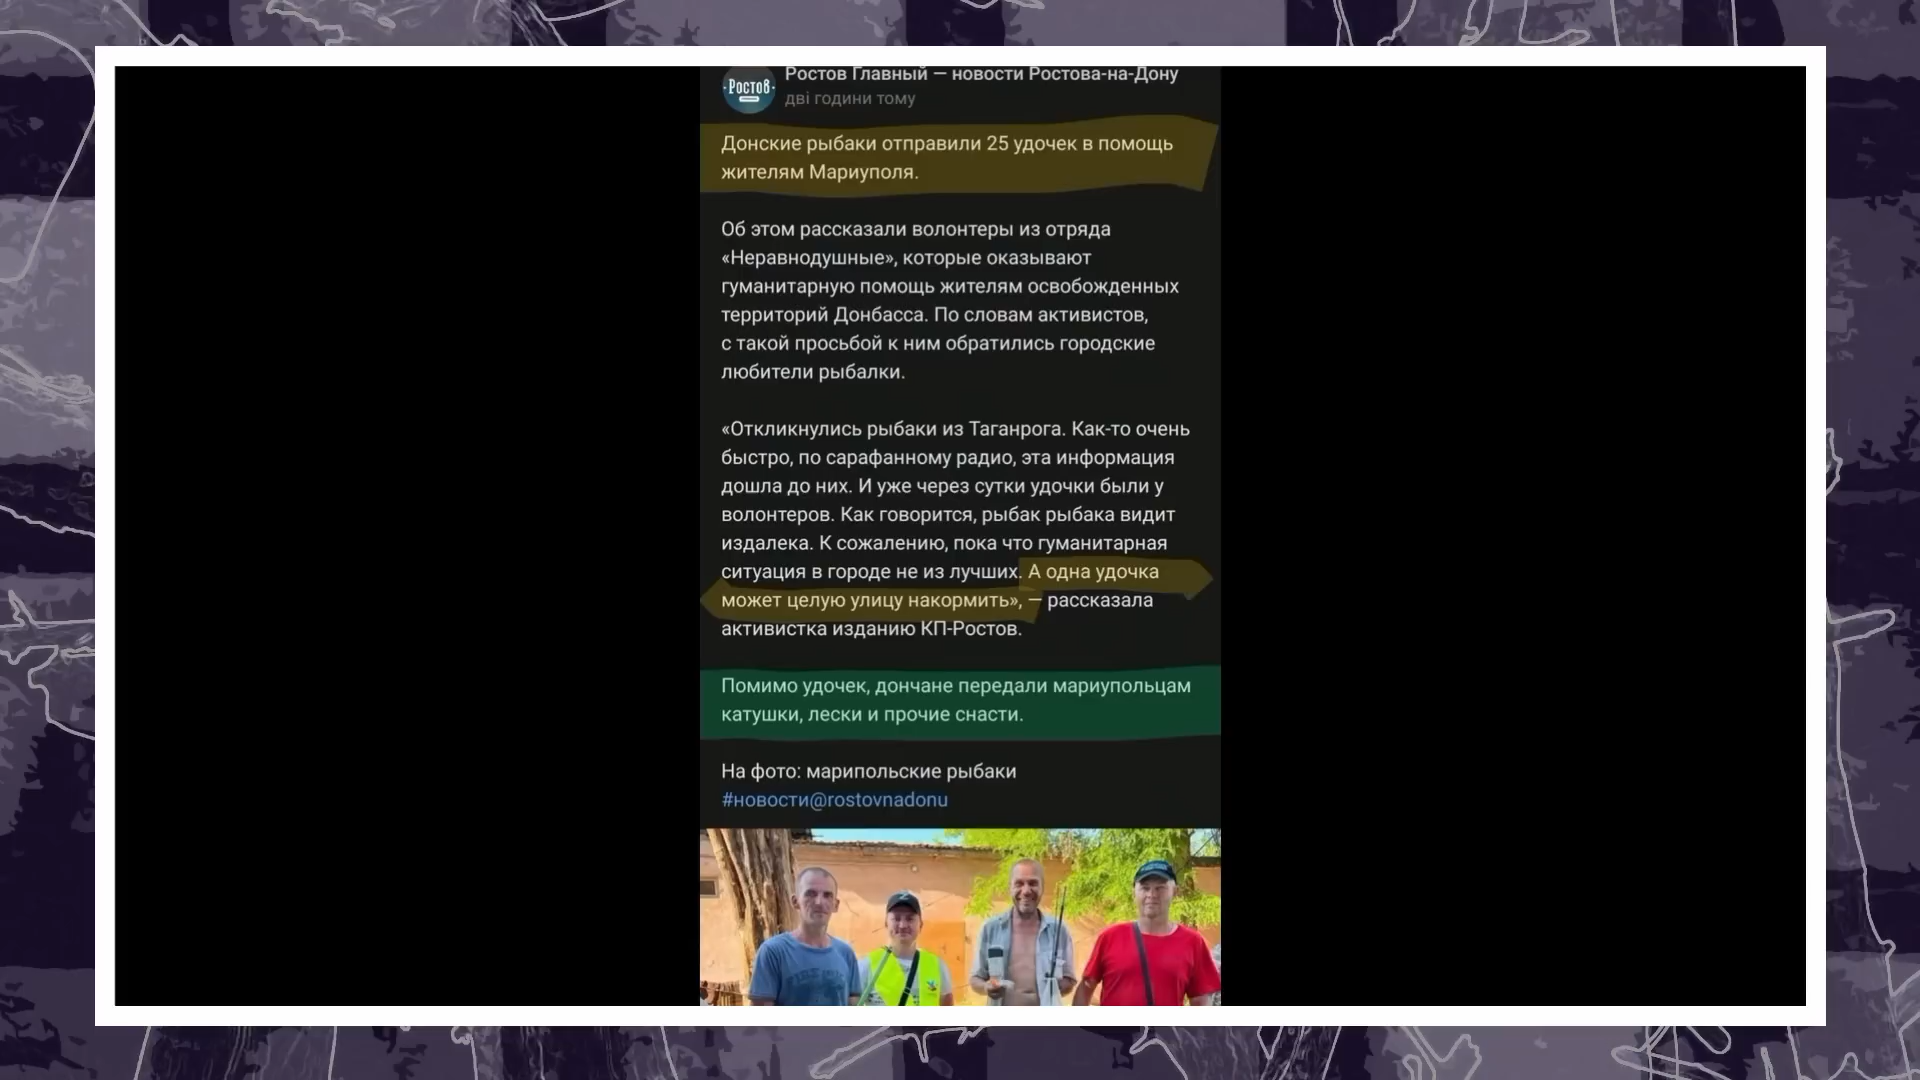 Ростов Главный — новости Ростова-на-Дону
·Ростов·
дві години тому
Донские рыбаки отправили 25 удочек в помощь
жителям Мариуполя.
Об этом рассказали волонтеры из отряда
«Неравнодушные», которые оказывают
гуманитарную помощь жителям освобожденных
территорий Донбасса. По словам активистов,
с такой просьбой к ним обратились городские
любители рыбалки.
«Откликнулись рыбаки из Таганрога. Как-то очень
быстро, по сарафанному радио, эта информация
дошла до них. И уже через сутки удочки были у
волонтеров. Как говорится, рыбак рыбака видит
издалека. К сожалению, пока что гуманитарная
ситуация в городе не из лучших. А одна удочка
может целую улицу накормить», — рассказала
активистка изданию КП-Ростов.
Помимо удочек, дончане передали мариупольцам
катушки, лески и прочие снасти.
На фото: марипольские рыбаки
#новости@rostovnadonu